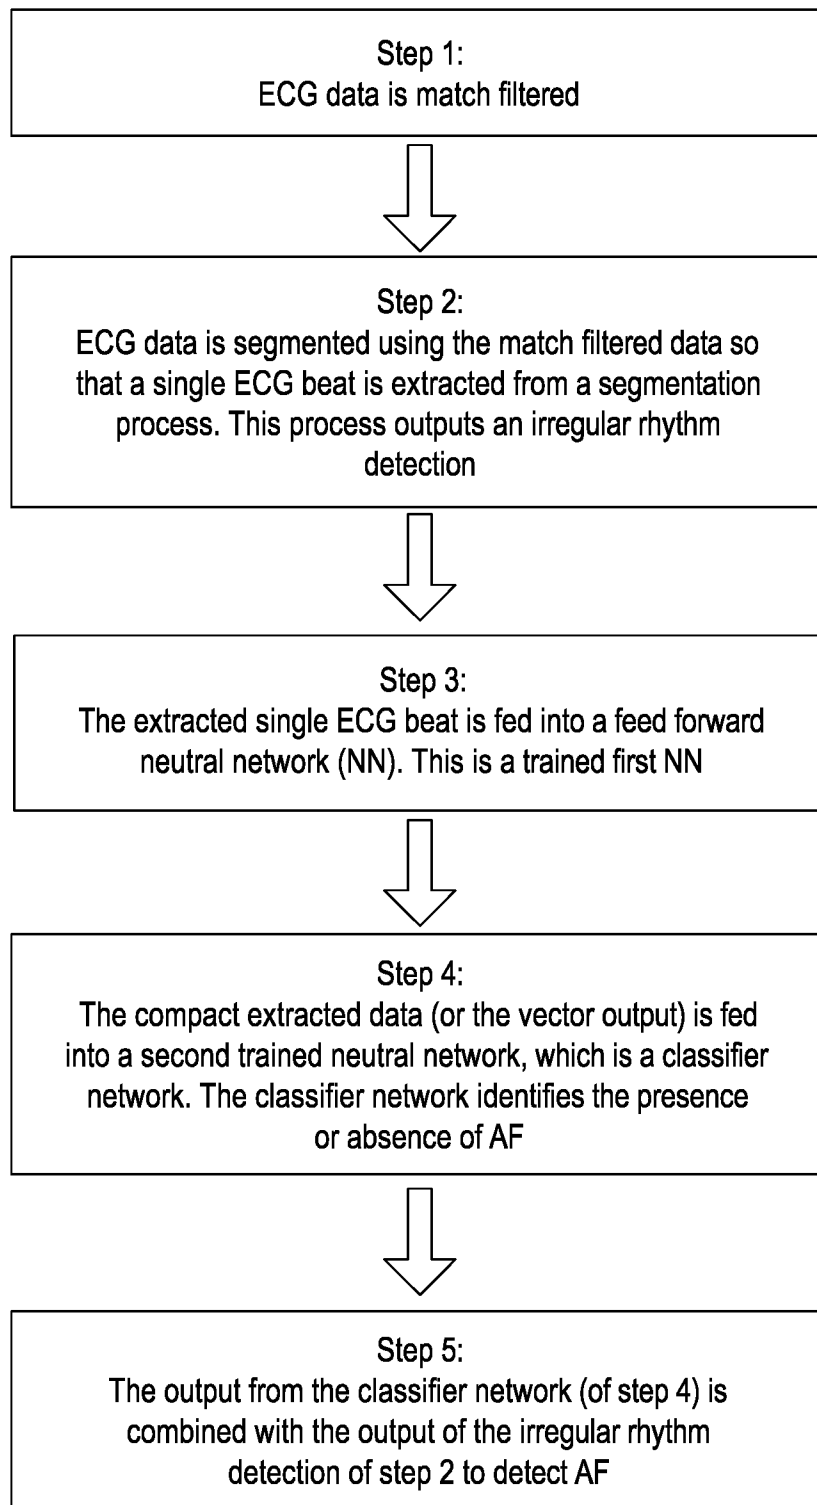 Step 1:
ECG data is match filtered
Step 2:
ECG data is segmented using the match filtered data so
that a single ECG beat is extracted from a segmentation
process. This process outputs an irregular rhythm
detection
Step 3:
The extracted single ECG beat is fed into a feed forward
neutral network (NN). This is a trained first NN
Step 4:
The compact extracted data (or the vector output) is fed
into a second trained neutral network, which is a classifier
network. The classifier network identifies the presence
or absence of AF
Step 5:
The output from the classifier network (of step 4) is
combined with the output of the irregular rhythm
detection of step 2 to detect AF